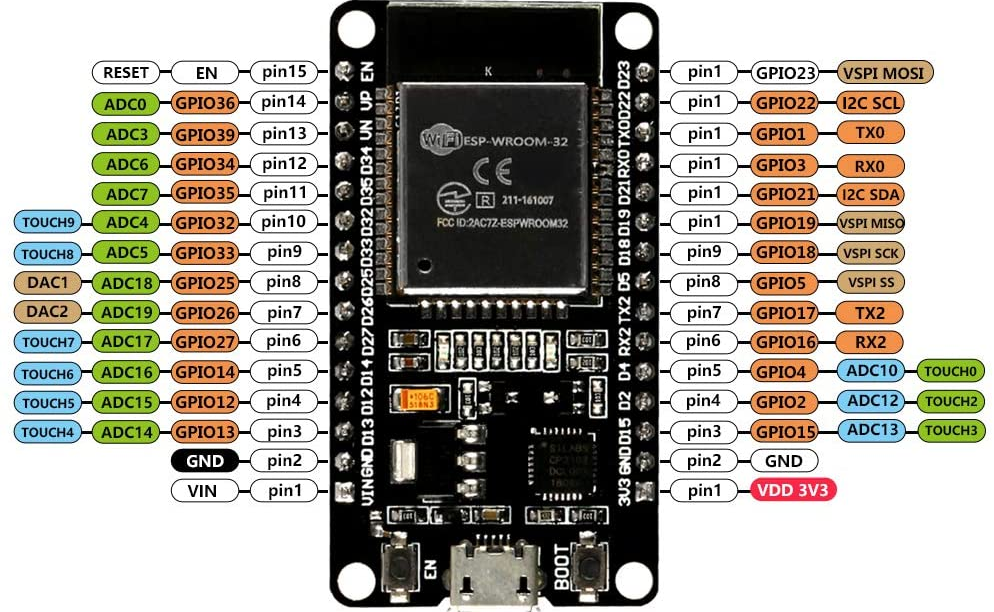 RESET EN pin15 EN K D23 pin1 GPIO23 VSPI MOSI
ADC0 GPIO36 pin14 UP D22 pin1 GPIO22 I2C SCL
ADC3 GPIO39 pin13 UN TX0 pin1 GPIO1 TX0
WiFi ESP-WROOM-32
ADC6 GPIO34 pin12 D34 CE RX0 pin1 GPIO3 RX0
ADC7 GPIO35 pin11 D35 R 211-161007 D21 pin1 GPIO21 I2C SDA
TOUCH9 ADC4 GPIO32 pin10 D32 FCC ID:2AC7Z-ESPWROOM32 D19 pin1 GPIO19 VSPI MISO
TOUCH8 ADC5 GPIO33 pin9 D33 D18 pin9 GPIO18 VSPI SCK
DAC1 ADC18 GPIO25 pin8 D25 D5 pin8 GPIO5 VSPI SS
DAC2 ADC19 GPIO26 pin7 D26 TX2 pin7 GPIO17 TX2
TOUCH7 ADC17 GPIO27 pin6 D27 RX2 pin6 GPIO16 RX2
TOUCH6 ADC16 GPIO14 pin5 D14 D4 pin5 GPIO4 ADC10 TOUCH0
TOUCH5 ADC15 GPIO12 pin4 D12 106C D2 pin4 GPIO2 ADC12 TOUCH2
TOUCH4 ADC14 GPIO13 pin3 D13 D15 pin3 GPIO15 ADC13 TOUCH3
GND pin2 GND SILABS GND pin2 GND
VIN pin1 VIN 3V3 pin1 VDD 3V3
EN BOOT